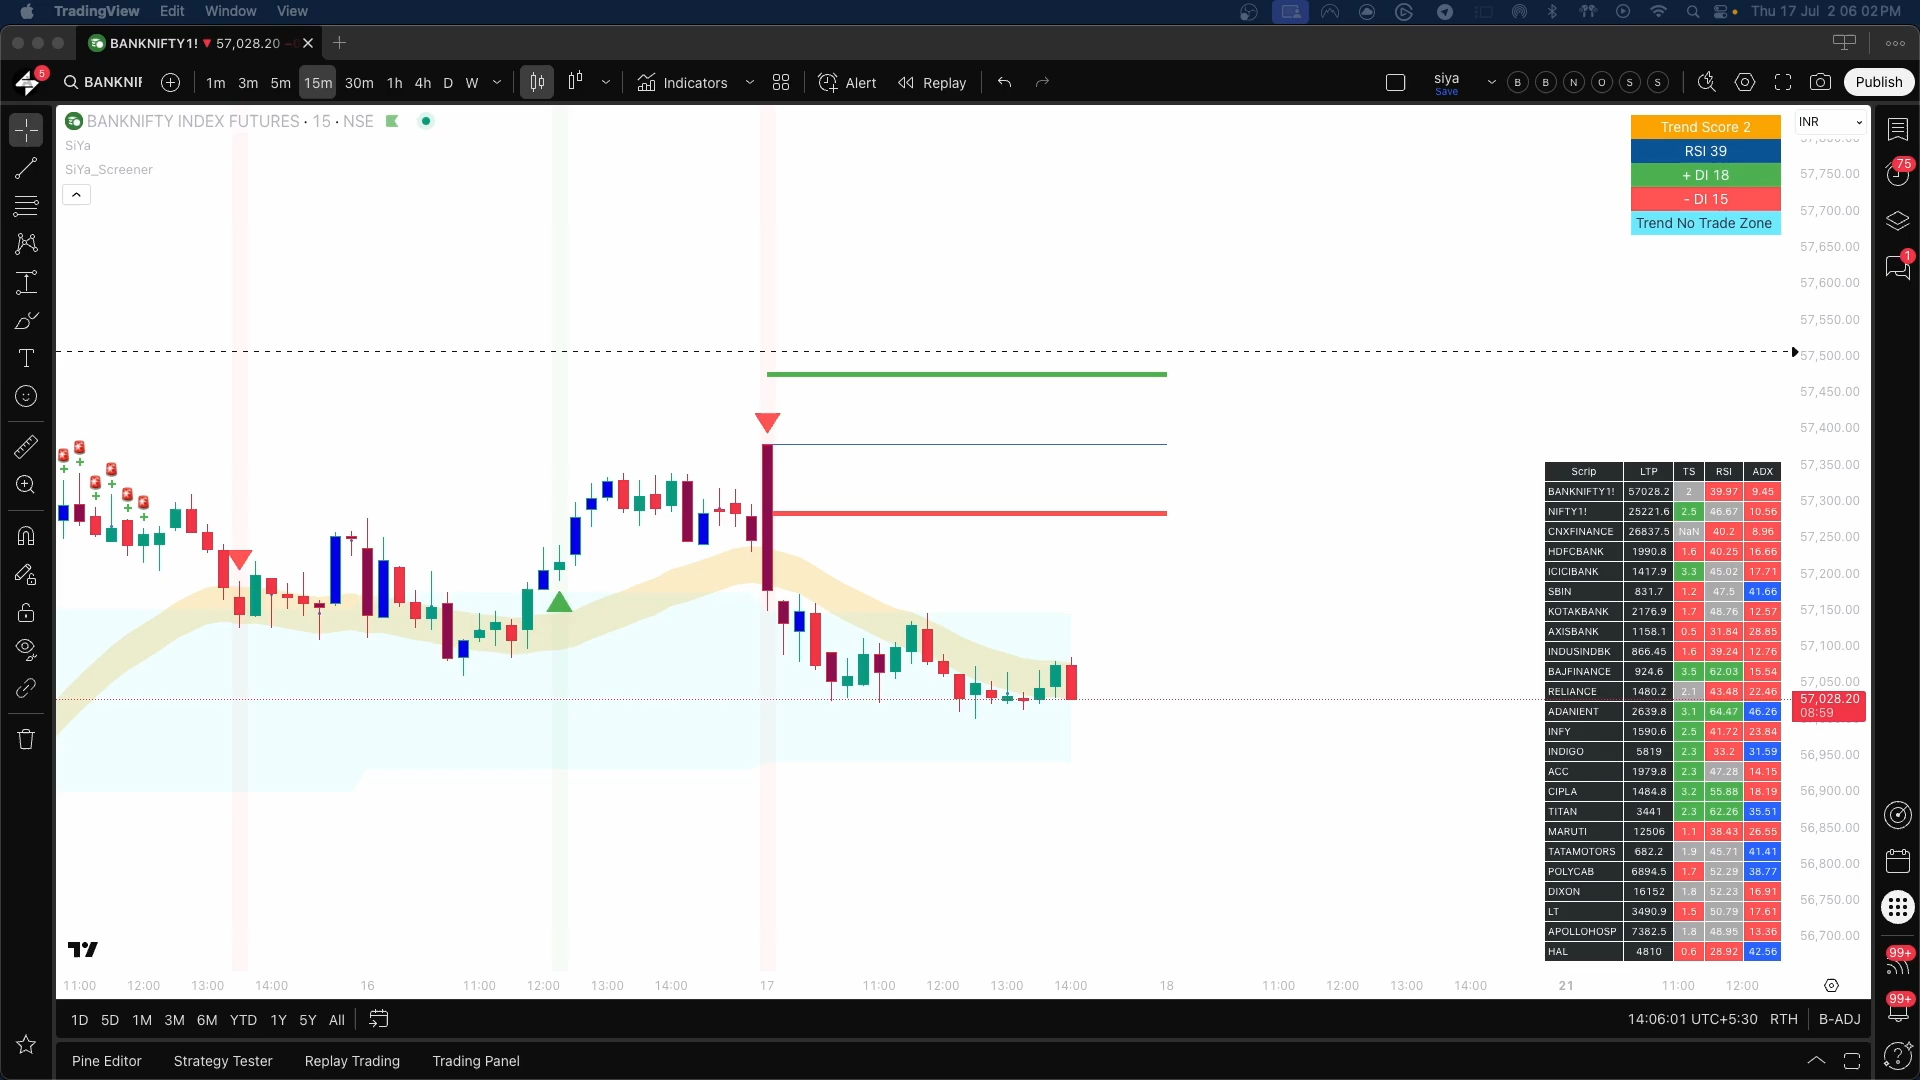 TradingView Edit Window View
Thu 17 Jul 2 06 02PM
BANKNIFTY1! ▼ 57,028.20
5
BANKNIF
1m 3m 5m 15m 30m 1h 4h D W
Indicators
Alert
Replay
siya
Save
B B N O S S
Publish
BANKNIFTY INDEX FUTURES · 15 · NSE
SiYa
SiYa_Screener
Trend Score 2
RSI 39
+ DI 18
- DI 15
Trend No Trade Zone
INR
57,750.00
57,700.00
57,650.00
57,600.00
57,550.00
57,500.00
57,450.00
57,400.00
57,350.00
57,300.00
57,250.00
57,200.00
57,150.00
57,100.00
57,050.00
57,028.20
08:59
56,950.00
56,900.00
56,850.00
56,800.00
56,750.00
56,700.00
75
1
99+
99+
Scrip LTP TS RSI ADX
BANKNIFTY1! 57028.2 2 39.97 9.45
NIFTY1! 25221.6 2.5 46.67 10.56
CNXFINANCE 26837.5 NaN 40.2 8.96
HDFCBANK 1990.8 1.6 40.25 16.66
ICICIBANK 1417.9 3.3 45.02 17.71
SBIN 831.7 1.2 47.5 41.66
KOTAKBANK 2176.9 1.7 48.76 12.57
AXISBANK 1158.1 0.5 31.84 28.85
INDUSINDBK 866.45 1.6 39.24 12.76
BAJFINANCE 924.6 3.5 62.03 15.54
RELIANCE 1480.2 2.1 43.48 22.46
ADANIENT 2639.8 3.1 64.47 46.26
INFY 1590.6 2.5 41.72 23.84
INDIGO 5819 2.3 33.2 31.59
ACC 1979.8 2.3 47.28 14.15
CIPLA 1484.8 3.2 55.88 18.19
TITAN 3441 2.3 62.26 35.51
MARUTI 12506 1.1 38.43 26.55
TATAMOTORS 682.2 1.9 45.71 41.41
POLYCAB 6894.5 1.7 52.29 38.77
DIXON 16152 1.8 52.23 16.91
LT 3490.9 1.5 50.79 17.61
APOLLOHOSP 7382.5 1.8 48.95 13.36
HAL 4810 0.6 28.92 42.56
11:00 12:00 13:00 14:00 16 11:00 12:00 13:00 14:00 17 11:00 12:00 13:00 14:00 18 11:00 12:00 13:00 14:00 21 11:00 12:00
1D 5D 1M 3M 6M YTD 1Y 5Y All
14:06:01 UTC+5:30 RTH B-ADJ
Pine Editor Strategy Tester Replay Trading Trading Panel